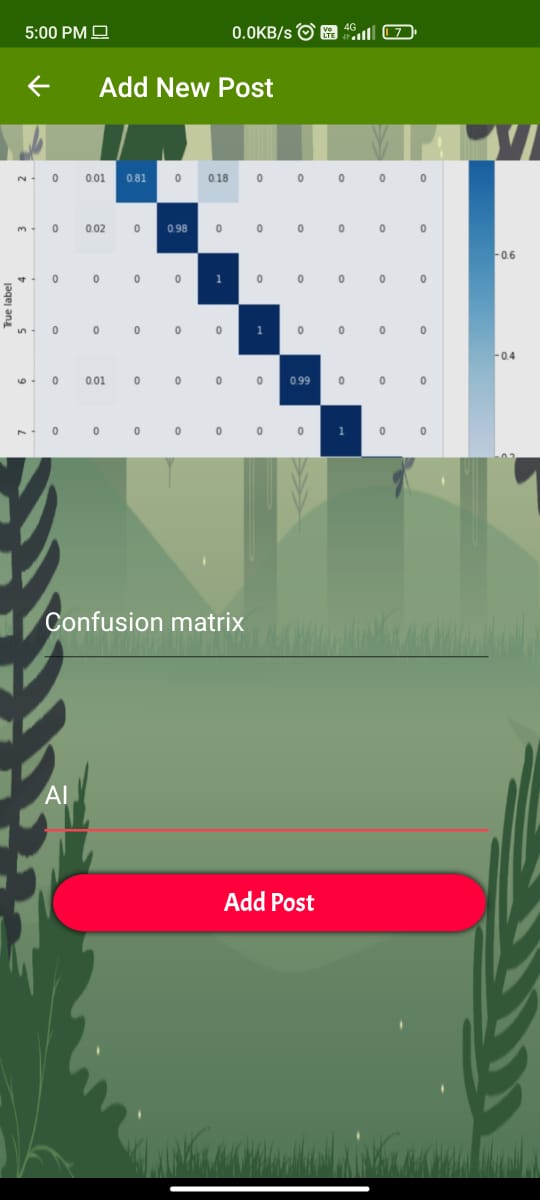 5:00 PM 0.0KB/s Vo LTE 4G 7
Add New Post
2 0 0.01 0.81 0 0.18 0 0 0 0 0
0.6
3 0 0.02 0 0.98 0 0 0 0 0 0
True label
4 0 0 0 0 1 0 0 0 0 0
5 0 0 0 0 0 1 0 0 0 0
0.4
6 0 0.01 0 0 0 0 0.99 0 0 0
7 0 0 0 0 0 0 0 1 0 0
Confusion matrix
AI
Add Post